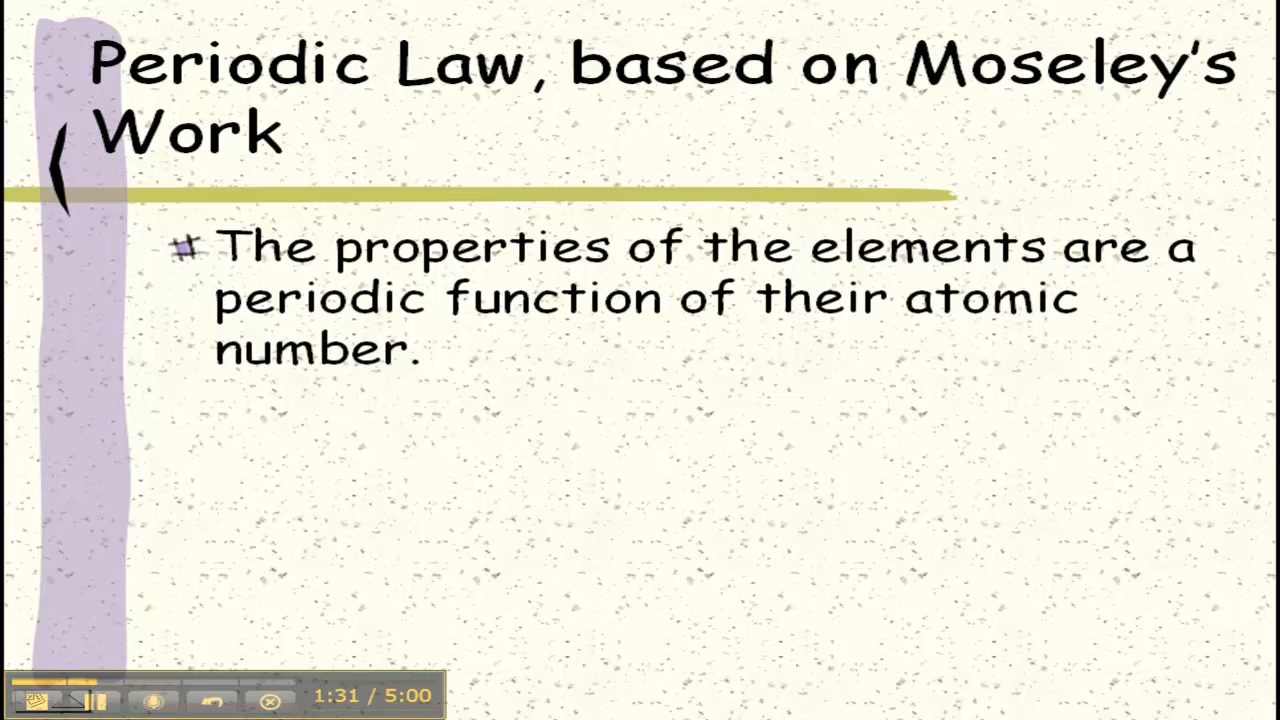 Periodic Law, based on Moseley's
Work
The properties of the elements are a
periodic function of their atomic
number.
1:31 / 5:00